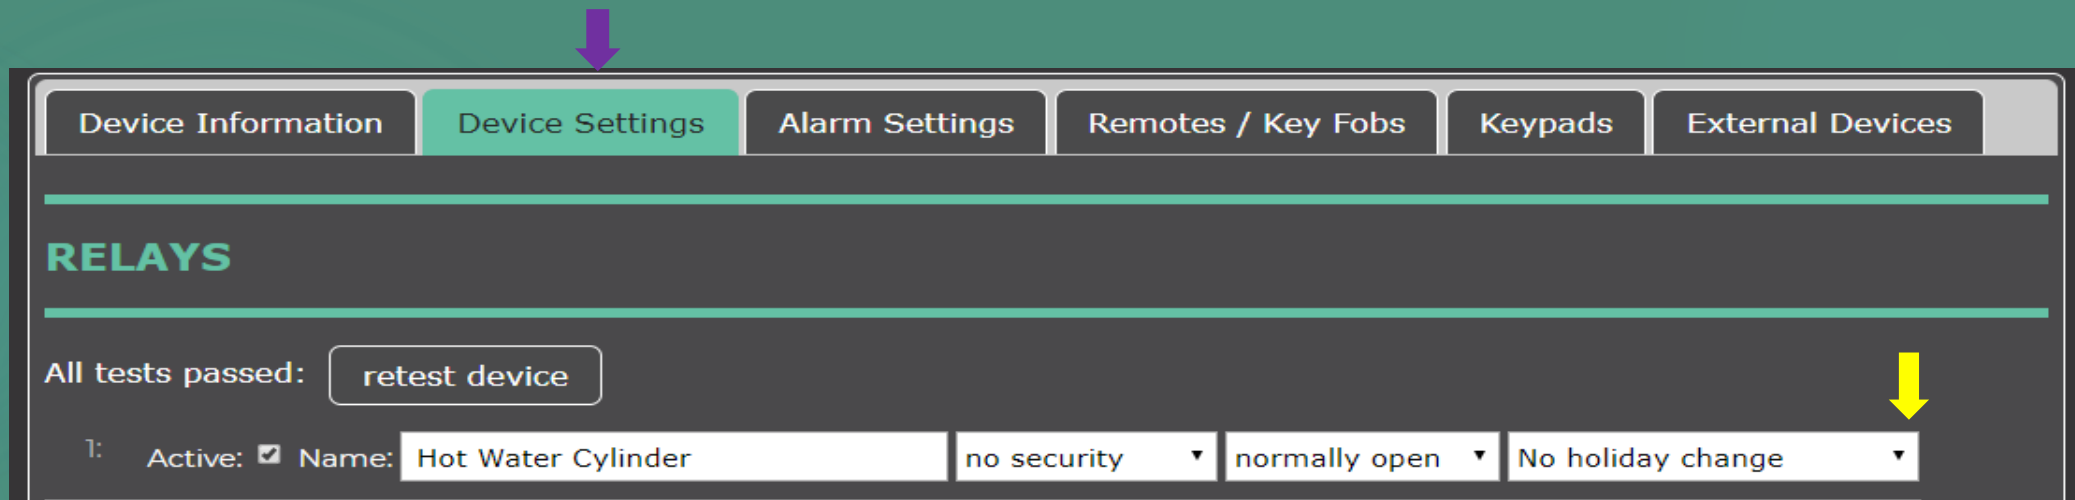 Device Information Device Settings Alarm Settings Remotes / Key Fobs Keypads External Devices
RELAYS
All tests passed: retest device
1: Active: Name: Hot Water Cylinder no security normally open No holiday change